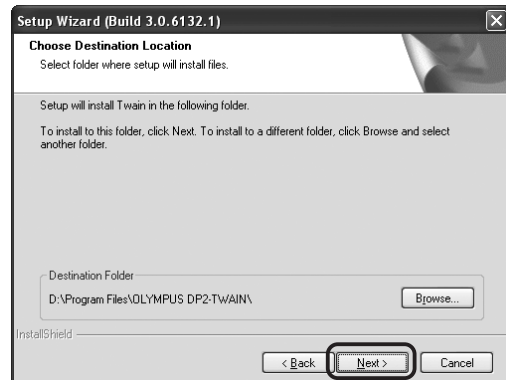 Setup Wizard (Build 3.0.6132.1)
Choose Destination Location
Select folder where setup will install files.
Setup will install Twain in the following folder.
To install to this folder, click Next. To install to a different folder, click Browse and select
another folder.
Destination Folder
D:\Program Files\OLYMPUS DP2-TWAIN\
Browse...
InstallShield
< Back Next > Cancel